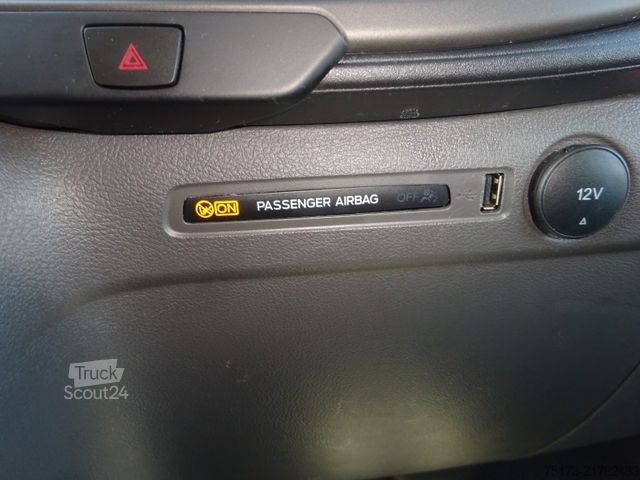 ON PASSENGER AIRBAG OFF
12V
Truck
Scout24